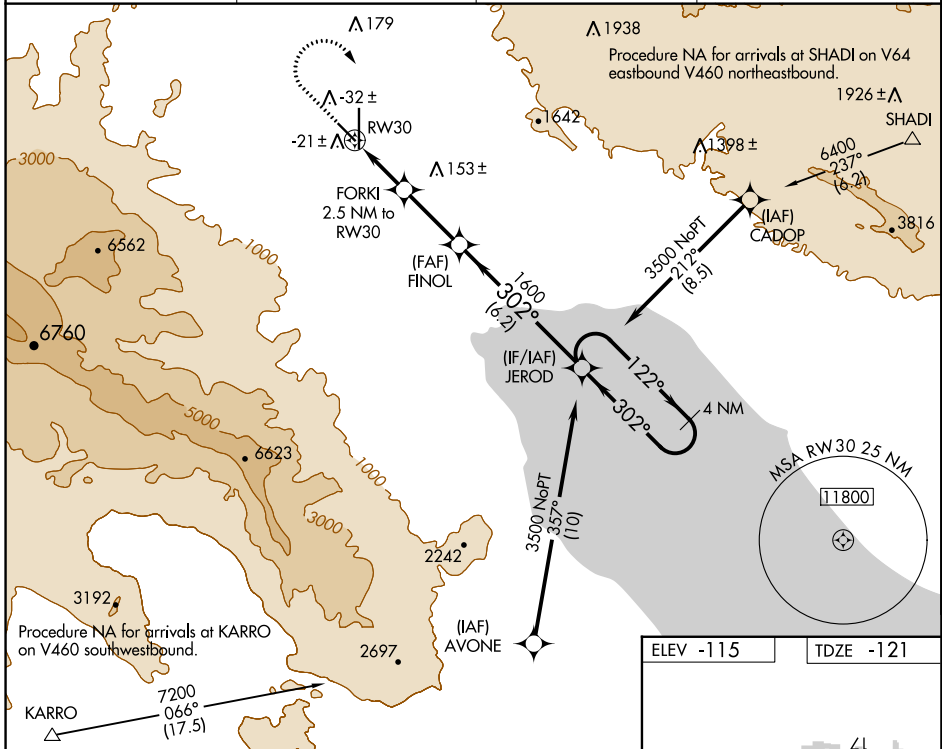 179
1938
Procedure NA for arrivals at SHADI on V64
eastbound V460 northeastbound.
-32 ±
1926 ±
SHADI
1642
-21 ±
RW30
1398 ±
6400
237°
(6.2)
3000
153 ±
FORKI
2.5 NM to
RW30
(IAF)
CADOP
3816
6562
1000
(FAF)
FINOL
3500 NoPT
212°
(8.5)
1600
302°
(6.2)
6760
(IF/IAF)
JEROD
122°
302°
4 NM
5000
6623
1000
MSA RW30 25 NM
11800
3000
3500 NoPT
357°
(10)
2242
3192
Procedure NA for arrivals at KARRO
on V460 southwestbound.
(IAF)
AVONE
2697
ELEV -115
TDZE -121
7200
066°
(17.5)
KARRO